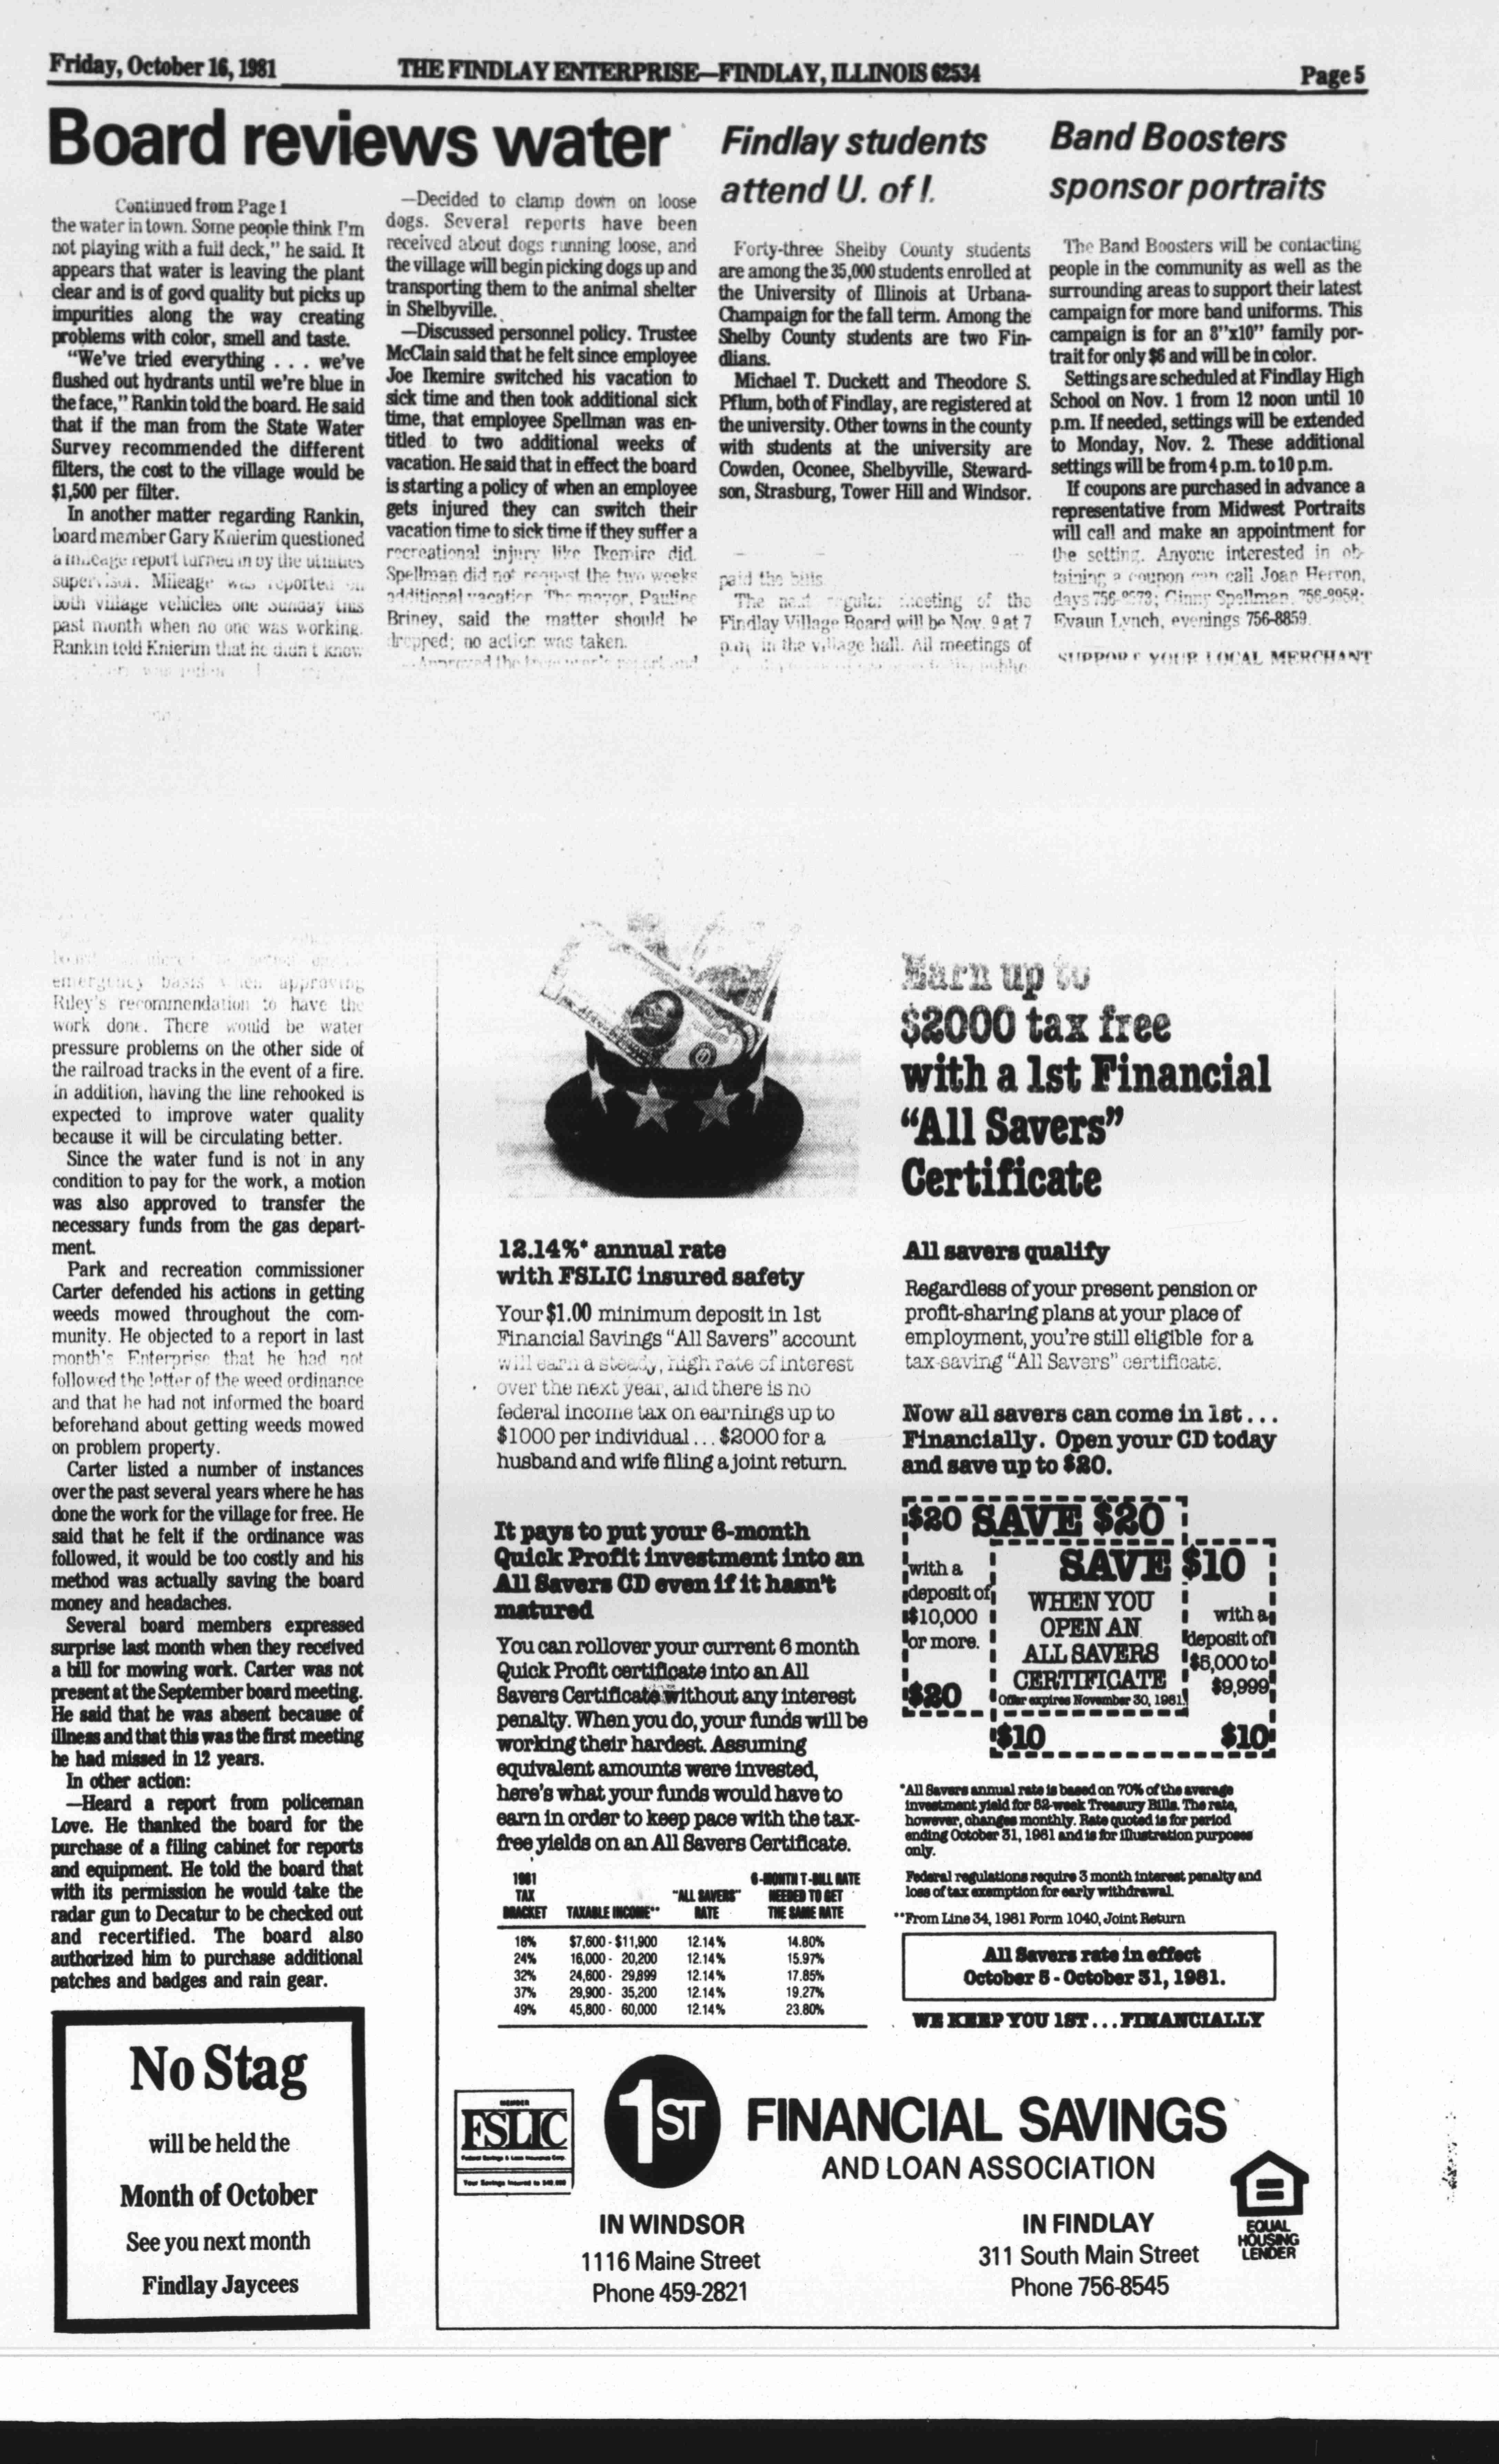 Friday, October 16, 1981
THE FINDLAY ENTERPRISE—FINDLAY, ILLINOIS 62534
Page 5
Board reviews water
Continued from Page 1
the water in town. Some people think I'm
not playing with a full deck," he said. It
appears that water is leaving the plant
clear and is of good quality but picks up
impurities along the way creating
problems with color, smell and taste.
"We've tried everything . . . we've
flushed out hydrants until we're blue in
the face," Rankin told the board. He said
that if the man from the State Water
Survey recommended the different
filters, the cost to the village would be
$1,500 per filter.
In another matter regarding Rankin,
board member Gary Knierim questioned
a mileage report turned in by the utilities
supervisor. Mileage was reported on
both village vehicles one Sunday this
past month when no one was working.
Rankin told Knierim that he didn't know
emergency basis when approving
Riley's recommendation to have the
work done. There would be water
pressure problems on the other side of
the railroad tracks in the event of a fire.
In addition, having the line rehooked is
expected to improve water quality
because it will be circulating better.
Since the water fund is not in any
condition to pay for the work, a motion
was also approved to transfer the
necessary funds from the gas depart-
ment.
Park and recreation commissioner
Carter defended his actions in getting
weeds mowed throughout the com-
munity. He objected to a report in last
month's Enterprise that he had not
followed the letter of the weed ordinance
and that he had not informed the board
beforehand about getting weeds mowed
on problem property.
Carter listed a number of instances
over the past several years where he has
done the work for the village for free. He
said that he felt if the ordinance was
followed, it would be too costly and his
method was actually saving the board
money and headaches.
Several board members expressed
surprise last month when they received
a bill for mowing work. Carter was not
present at the September board meeting.
He said that he was absent because of
illness and that this was the first meeting
he had missed in 12 years.
In other action:
—Heard a report from policeman
Love. He thanked the board for the
purchase of a filing cabinet for reports
and equipment. He told the board that
with its permission he would take the
radar gun to Decatur to be checked out
and recertified. The board also
authorized him to purchase additional
patches and badges and rain gear.
—Decided to clamp down on loose
dogs. Several reports have been
received about dogs running loose, and
the village will begin picking dogs up and
transporting them to the animal shelter
in Shelbyville.
—Discussed personnel policy. Trustee
McClain said that he felt since employee
Joe Ikemire switched his vacation to
sick time and then took additional sick
time, that employee Spellman was en-
titled to two additional weeks of
vacation. He said that in effect the board
is starting a policy of when an employee
gets injured they can switch their
vacation time to sick time if they suffer a
recreational injury like Ikemire did.
Spellman did not request the two weeks
additional vacation. The mayor, Pauline
Briney, said the matter should be
dropped; no action was taken.
—Approved the treasurer's report and
paid the bills.
The next regular meeting of the
Findlay Village Board will be Nov. 9 at 7
p.m. in the village hall. All meetings of
public.
Findlay students
attend U. of I.
Forty-three Shelby County students
are among the 35,000 students enrolled at
the University of Illinois at Urbana-
Champaign for the fall term. Among the
Shelby County students are two Fin-
dlians.
Michael T. Duckett and Theodore S.
Pflum, both of Findlay, are registered at
the university. Other towns in the county
with students at the university are
Cowden, Oconee, Shelbyville, Steward-
son, Strasburg, Tower Hill and Windsor.
Band Boosters
sponsor portraits
The Band Boosters will be contacting
people in the community as well as the
surrounding areas to support their latest
campaign for more band uniforms. This
campaign is for an 8"x10" family por-
trait for only $6 and will be in color.
Settings are scheduled at Findlay High
School on Nov. 1 from 12 noon until 10
p.m. If needed, settings will be extended
to Monday, Nov. 2. These additional
settings will be from 4 p.m. to 10 p.m.
If coupons are purchased in advance a
representative from Midwest Portraits
will call and make an appointment for
the setting. Anyone interested in ob-
taining a coupon can call Joan Herron,
days Ginny Spellman,
Evaun Lynch, evenings 756-8859.
SUPPORT YOUR LOCAL MERCHANT
No Stag
will be held the
Month of October
See you next month
Findlay Jaycees
Earn up to
$2000 tax free
with a 1st Financial
"All Savers"
Certificate
12.14%* annual rate
with FSLIC insured safety
Your $1.00 minimum deposit in 1st
Financial Savings "All Savers" account
will earn a steady, high rate of interest
over the next year, and there is no
federal income tax on earnings up to
$1000 per individual . . . $2000 for a
husband and wife filing a joint return.
It pays to put your 6-month
Quick Profit investment into an
All Savers CD even if it hasn't
matured
You can rollover your current 6 month
Quick Profit certificate into an All
Savers Certificate without any interest
penalty. When you do, your funds will be
working their hardest. Assuming
equivalent amounts were invested,
here's what your funds would have to
earn in order to keep pace with the tax-
free yields on an All Savers Certificate.
1981 TAX BRACKET TAXABLE INCOME** "ALL SAVERS" RATE 6-MONTH T-BILL RATE NEEDED TO GET THE SAME RATE
18% $7,600 - $11,900 12.14% 14.80%
24% 16,000 - 20,200 12.14% 15.97%
32% 24,600 - 29,899 12.14% 17.85%
37% 29,900 - 35,200 12.14% 19.27%
49% 45,800 - 60,000 12.14% 23.80%
All savers qualify
Regardless of your present pension or
profit-sharing plans at your place of
employment, you're still eligible for a
tax-saving "All Savers" certificate.
Now all savers can come in 1st . . .
Financially. Open your CD today
and save up to $20.
$20 SAVE $20
with a
deposit of
$10,000
or more.
$20
SAVE $10
WHEN YOU
OPEN AN
ALL SAVERS
CERTIFICATE
Offer expires November 30, 1981
with a
deposit of
$5,000 to
$9,999
$10 $10
*All Savers annual rate is based on 70% of the average
investment yield for 52-week Treasury Bills. The rate,
however, changes monthly. Rate quoted is for period
ending October 31, 1981 and is for illustration purposes
only.
Federal regulations require 3 month interest penalty and
loss of tax exemption for early withdrawal.
**From Line 34, 1981 Form 1040, Joint Return
All Savers rate in effect
October 5 - October 31, 1981.
WE KEEP YOU 1ST . . . FINANCIALLY
MEMBER
FSLIC
Federal Savings & Loan Insurance Corp.
Your Savings Insured to $40,000
1ST
FINANCIAL SAVINGS
AND LOAN ASSOCIATION
IN WINDSOR
1116 Maine Street
Phone 459-2821
IN FINDLAY
311 South Main Street
Phone 756-8545
EQUAL
HOUSING
LENDER